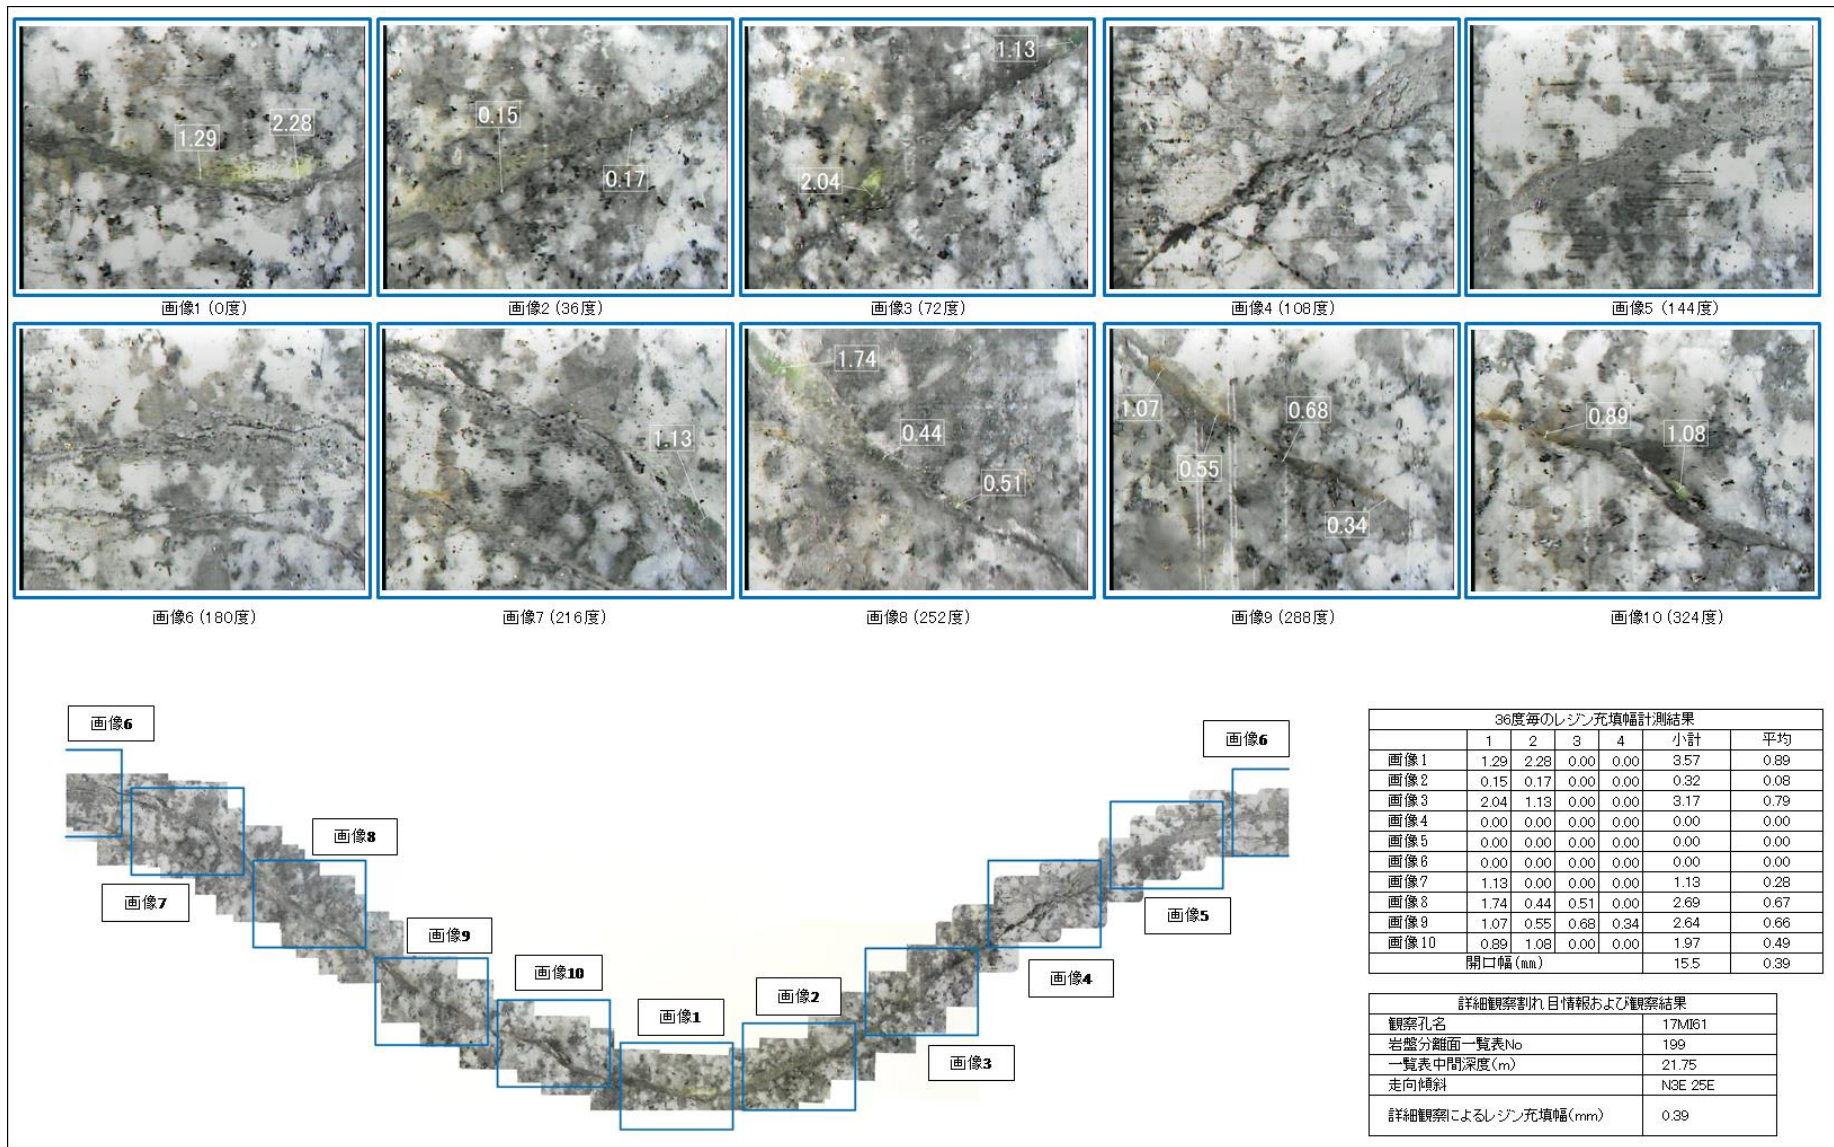 1.29
2.28
画像1 (0度)
0.15
0.17
画像2 (36度)
1.13
2.04
画像3 (72度)
画像4 (108度)
画像5 (144度)
画像6 (180度)
1.13
画像7 (216度)
1.74
0.44
0.51
画像8 (252度)
1.07
0.55
0.68
0.34
画像9 (288度)
0.89
1.08
画像10 (324度)
画像6
画像8
画像7
画像9
画像10
画像1
画像2
画像3
画像4
画像5
画像6
36度毎のレジン充填幅計測結果
1 2 3 4 小計 平均
画像1 1.29 2.28 0.00 0.00 3.57 0.89
画像2 0.15 0.17 0.00 0.00 0.32 0.08
画像3 2.04 1.13 0.00 0.00 3.17 0.79
画像4 0.00 0.00 0.00 0.00 0.00 0.00
画像5 0.00 0.00 0.00 0.00 0.00 0.00
画像6 0.00 0.00 0.00 0.00 0.00 0.00
画像7 1.13 0.00 0.00 0.00 1.13 0.28
画像8 1.74 0.44 0.51 0.00 2.69 0.67
画像9 1.07 0.55 0.68 0.34 2.64 0.66
画像10 0.89 1.08 0.00 0.00 1.97 0.49
開口幅(mm) 15.5 0.39
詳細観察割れ目情報および観察結果
観察孔名 17MI61
岩盤分離面一覧表No 199
一覧表中間深度(m) 21.75
走向傾斜 N3E 25E
詳細観察によるレジン充填幅(mm) 0.39